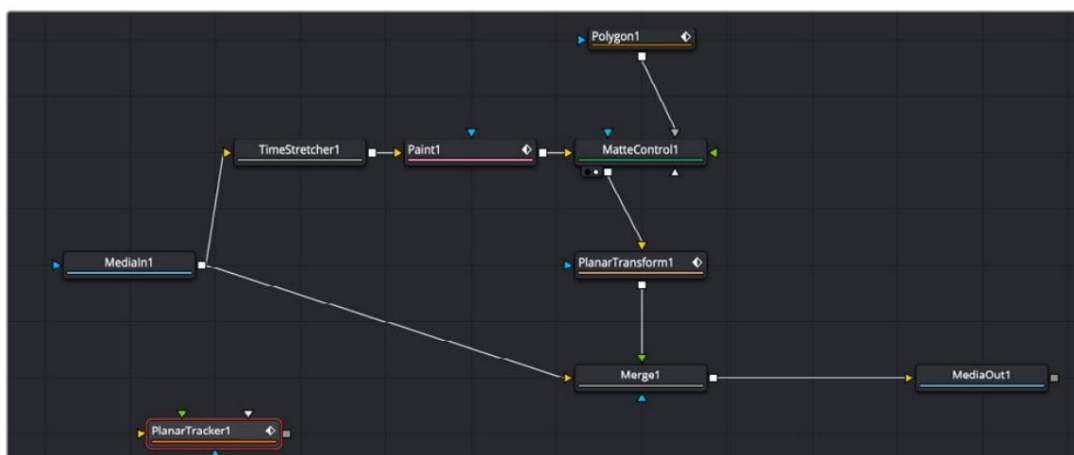 Polygon1
TimeStretcher1
Paint1
MatteControl1
MediaIn1
PlanarTransform1
Merge1
MediaOut1
PlanarTracker1